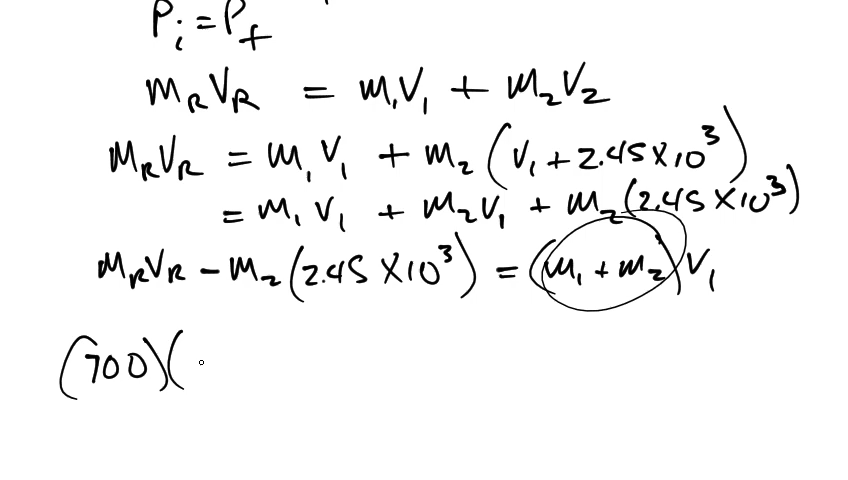 P_i = P_f
m_R V_R = m_1 V_1 + m_2 V_2
m_R V_R = m_1 V_1 + m_2 (V_1 + 2.45 × 10^3)
= m_1 V_1 + m_2 V_1 + m_2 (2.45 × 10^3)
m_R V_R − m_2 (2.45 × 10^3) = (m_1 + m_2) V_1
(700)(